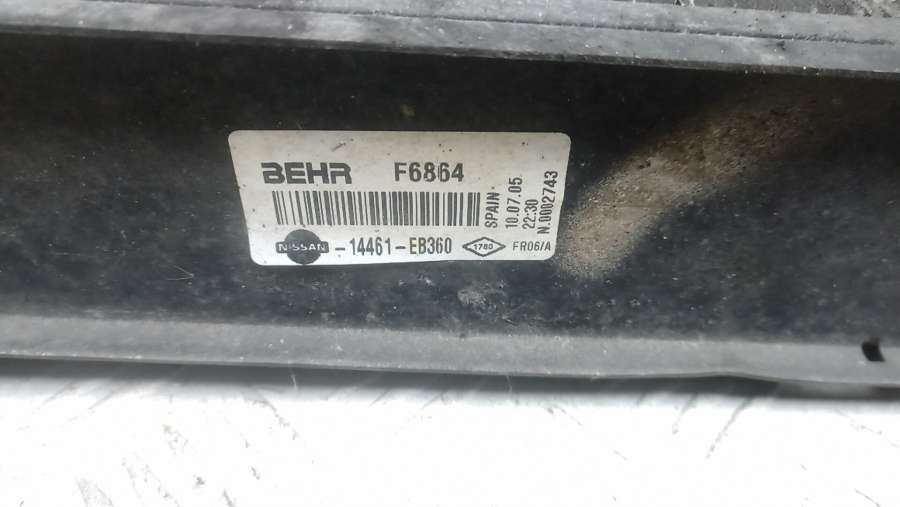 BEHR F6864
NISSAN -14461-EB360 1780 FR06/A
SPAIN
10.07.05
22:30
N.0002743